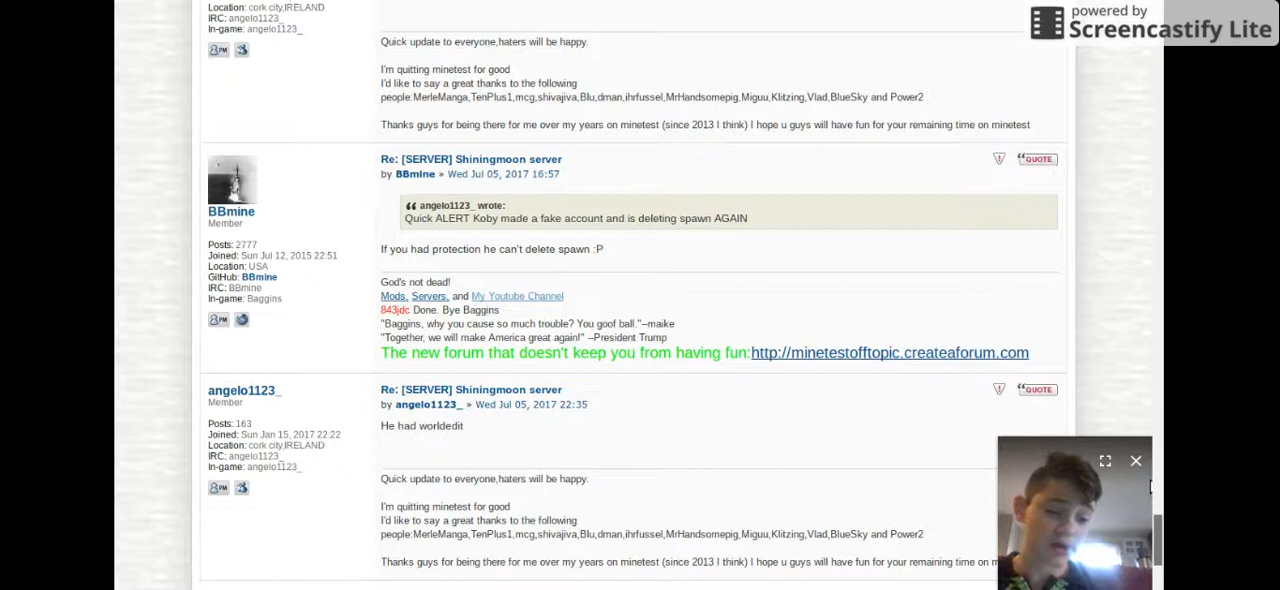 powered by
Screencastify Lite
Location: cork city,IRELAND
IRC: angelo1123_
In-game: angelo1123_
PM
Quick update to everyone,haters will be happy.
I'm quitting minetest for good
I'd like to say a great thanks to the following
people:MerleManga,TenPlus1,mcg,shivajiva,Blu,dman,ihrfussel,MrHandsomepig,Miguu,Klitzing,Vlad,BlueSky and Power2
Thanks guys for being there for me over my years on minetest (since 2013 I think) I hope u guys will have fun for your remaining time on minetest
Re: [SERVER] Shiningmoon server
QUOTE
by BBmine » Wed Jul 05, 2017 16:57
BBmine
Member
Posts: 2777
Joined: Sun Jul 12, 2015 22:51
Location: USA
GitHub: BBmine
IRC: BBmine
In-game: Baggins
PM
angelo1123_ wrote:
Quick ALERT Koby made a fake account and is deleting spawn AGAIN
If you had protection he can't delete spawn :P
God's not dead!
Mods, Servers, and My Youtube Channel
843jdc Done. Bye Baggins
"Baggins, why you cause so much trouble? You goof ball."--maike
"Together, we will make America great again!" --President Trump
The new forum that doesn't keep you from having fun:http://minetestofftopic.createaforum.com
angelo1123_
Member
Posts: 163
Joined: Sun Jan 15, 2017 22:22
Location: cork city,IRELAND
IRC: angelo1123_
In-game: angelo1123_
PM
Re: [SERVER] Shiningmoon server
QUOTE
by angelo1123_ » Wed Jul 05, 2017 22:35
He had worldedit
Quick update to everyone,haters will be happy.
I'm quitting minetest for good
I'd like to say a great thanks to the following
people:MerleManga,TenPlus1,mcg,shivajiva,Blu,dman,ihrfussel,MrHandsomepig,Miguu,Klitzing,Vlad,BlueSky and Power2
Thanks guys for being there for me over my years on minetest (since 2013 I think) I hope u guys will have fun for your remaining time on